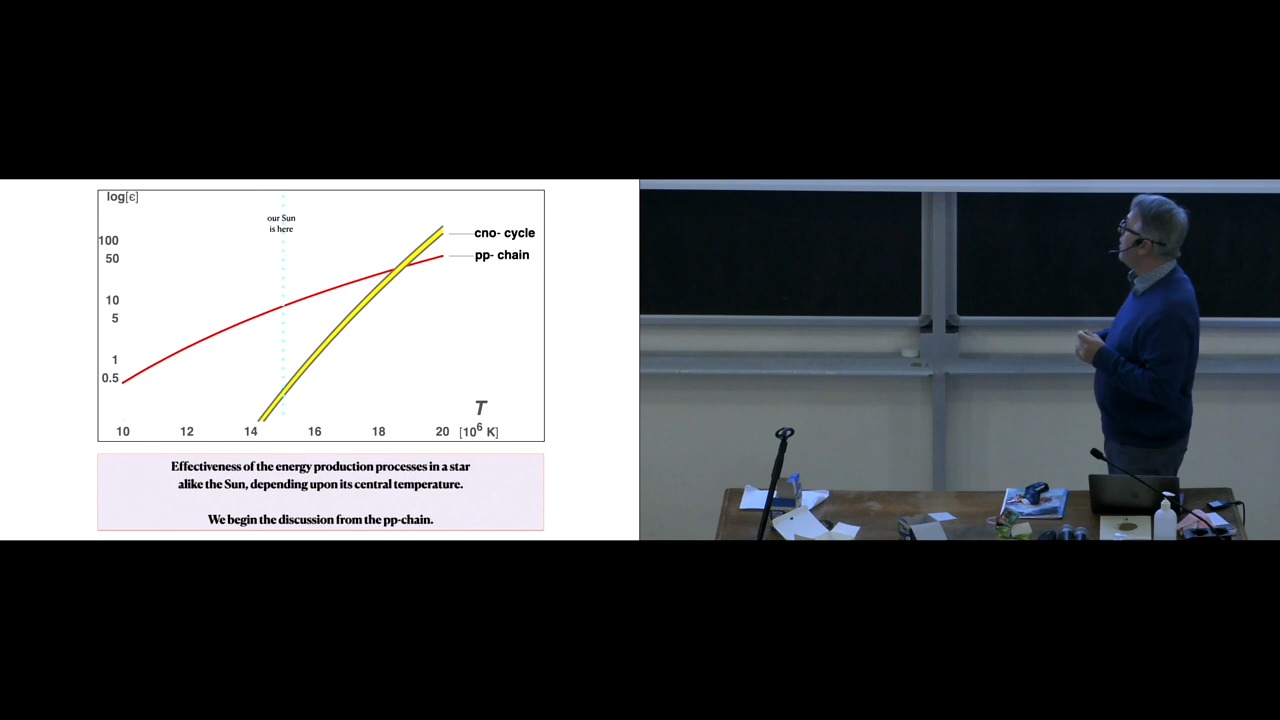 log[є]
our Sun
is here
cno- cycle
pp- chain
100
50
10
5
1
0.5
T
10 12 14 16 18 20 [10⁶ K]
Effectiveness of the energy production processes in a star
alike the Sun, depending upon its central temperature.
We begin the discussion from the pp-chain.